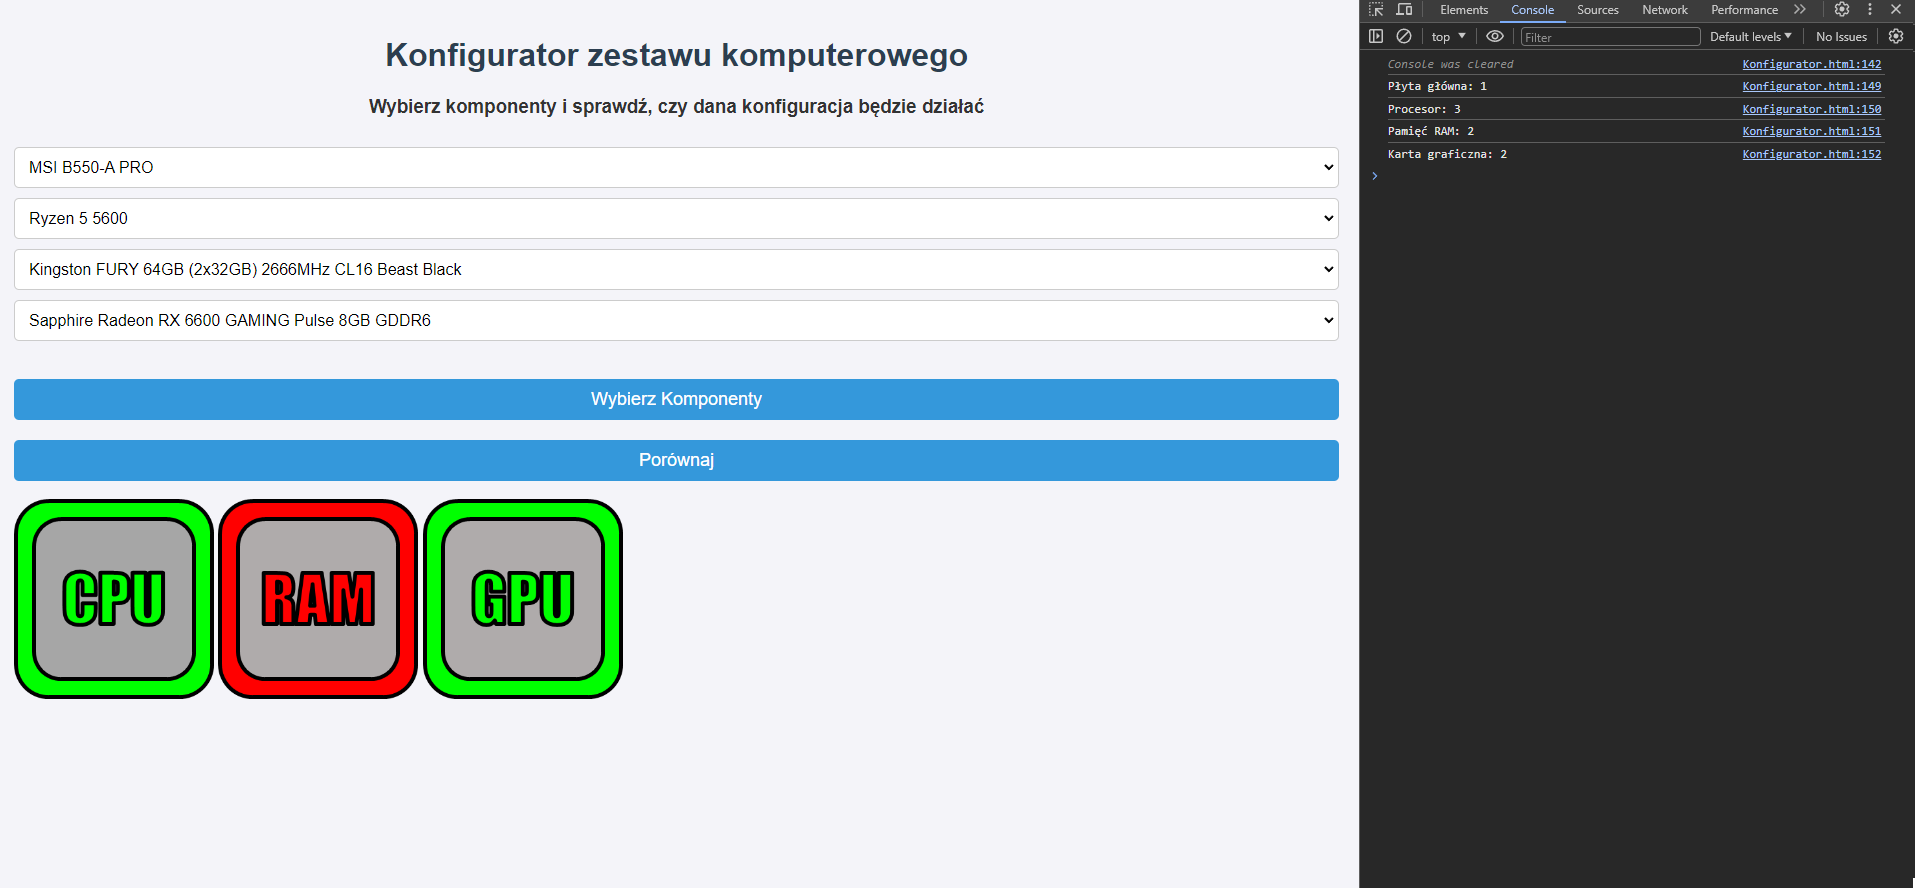 Konfigurator zestawu komputerowego
Wybierz komponenty i sprawdź, czy dana konfiguracja będzie działać
MSI B550-A PRO
Ryzen 5 5600
Kingston FURY 64GB (2x32GB) 2666MHz CL16 Beast Black
Sapphire Radeon RX 6600 GAMING Pulse 8GB GDDR6
Wybierz Komponenty
Porównaj
CPU RAM GPU
Elements Console Sources Network Performance
top Filter Default levels No Issues
Console was cleared Konfigurator.html:142
Płyta główna: 1 Konfigurator.html:149
Procesor: 3 Konfigurator.html:150
Pamięć RAM: 2 Konfigurator.html:151
Karta graficzna: 2 Konfigurator.html:152